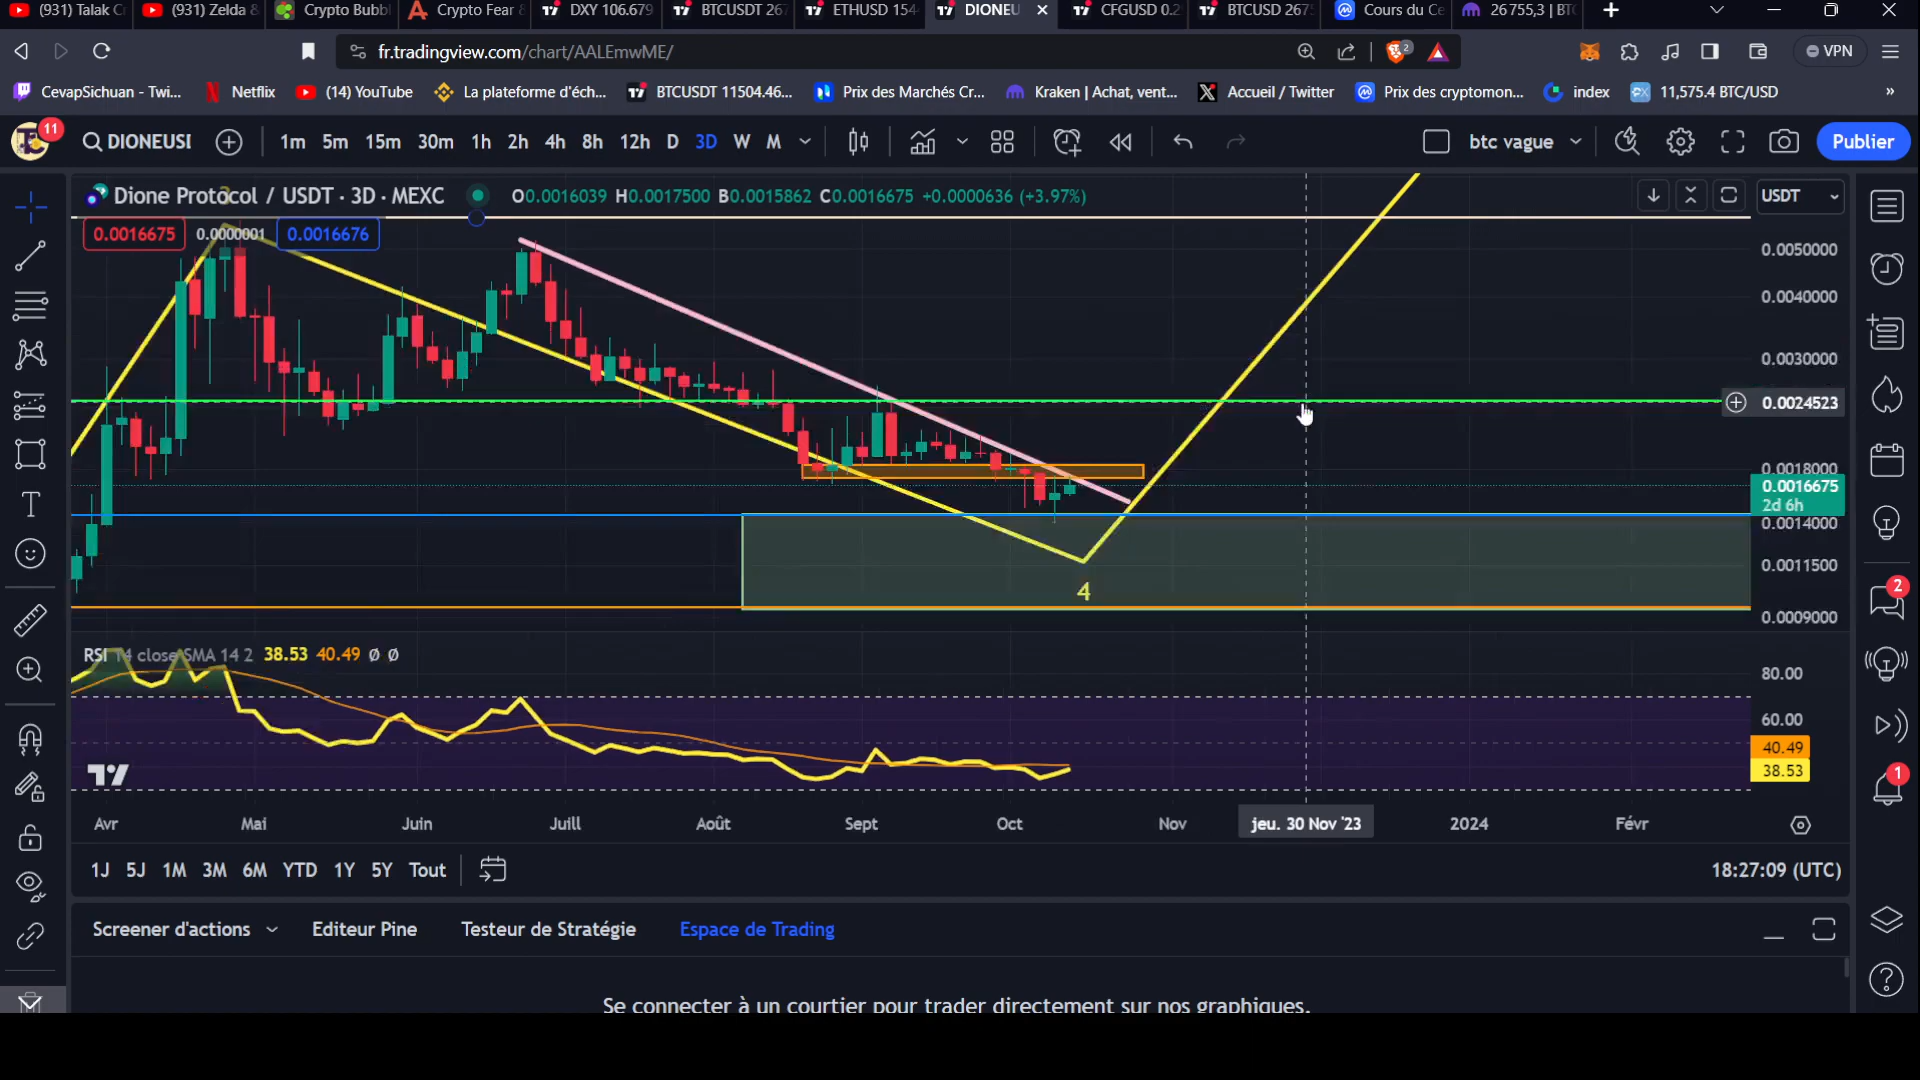 (931) Talak Cr
(931) Zelda &
Crypto Bubbl
Crypto Fear &
DXY 106.679
BTCUSDT 267
ETHUSD 154
DIONEU
CFGUSD 0.2
BTCUSD 267
Cours du Ce
26 755,3 | BTC
fr.tradingview.com/chart/AALEmwME/
2
VPN
CevapSichuan - Twi...
Netflix
(14) YouTube
La plateforme d'éch...
BTCUSDT 11504.46...
Prix des Marchés Cr...
Kraken | Achat, vent...
Accueil / Twitter
Prix des cryptomon...
index
11,575.4 BTC/USD
»
11
DIONEUSI
1m 5m 15m 30m 1h 2h 4h 8h 12h D 3D W M
btc vague
Publier
Dione Protocol / USDT · 3D · MEXC
O0.0016039 H0.0017500 B0.0015862 C0.0016675 +0.0000636 (+3.97%)
USDT
0.0016675 0.0000001 0.0016676
0.0050000
0.0040000
0.0030000
0.0024523
0.0018000
0.0016675
2d 6h
0.0014000
0.0011500
4
0.0009000
RSI 14 close SMA 14 2 38.53 40.49 Ø Ø
80.00
60.00
40.49
38.53
Avr Mai Juin Juill Août Sept Oct Nov jeu. 30 Nov '23 2024 Févr
1J 5J 1M 3M 6M YTD 1Y 5Y Tout
18:27:09 (UTC)
Screener d'actions
Editeur Pine
Testeur de Stratégie
Espace de Trading
Se connecter à un courtier pour trader directement sur nos graphiques.
2
1